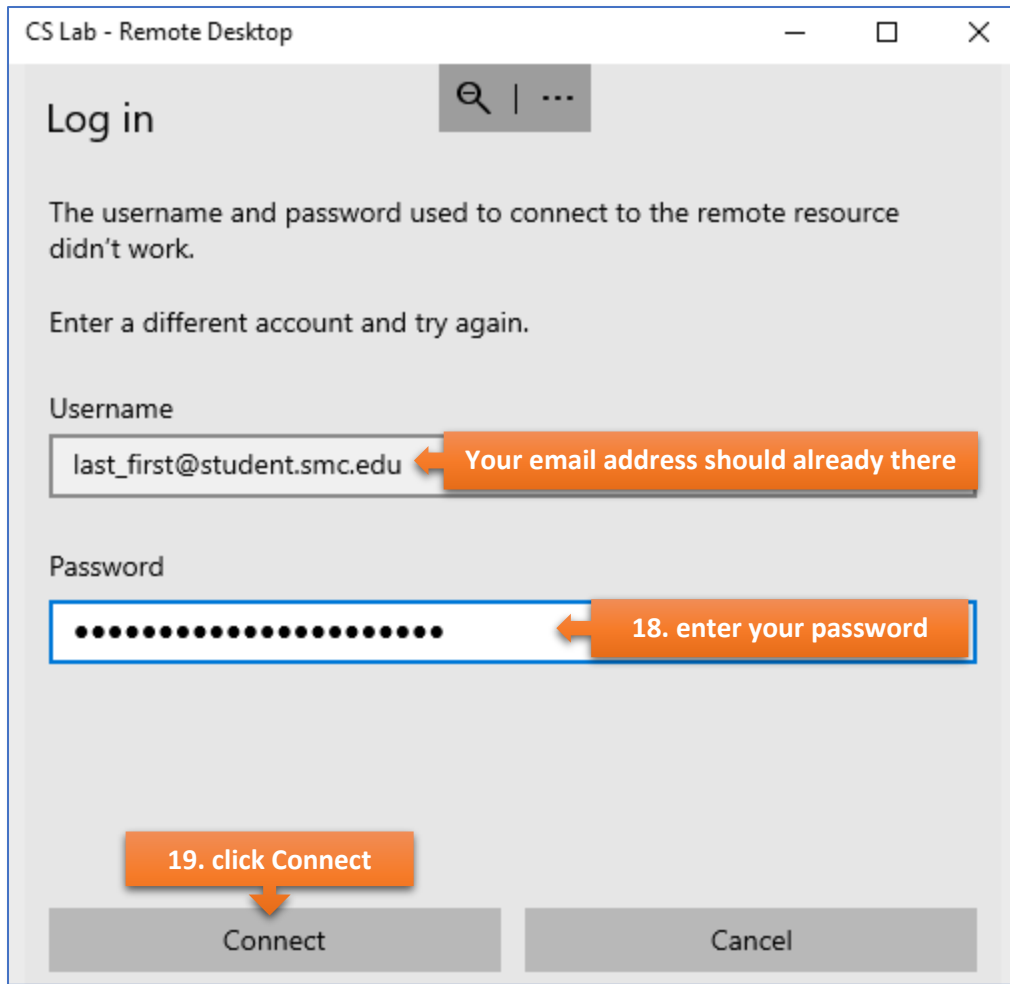 CS Lab - Remote Desktop
Log in
The username and password used to connect to the remote resource
didn't work.
Enter a different account and try again.
Username
last_first@student.smc.edu
Your email address should already there
Password
•••••••••••••••••••••• 
18. enter your password
19. click Connect
Connect
Cancel